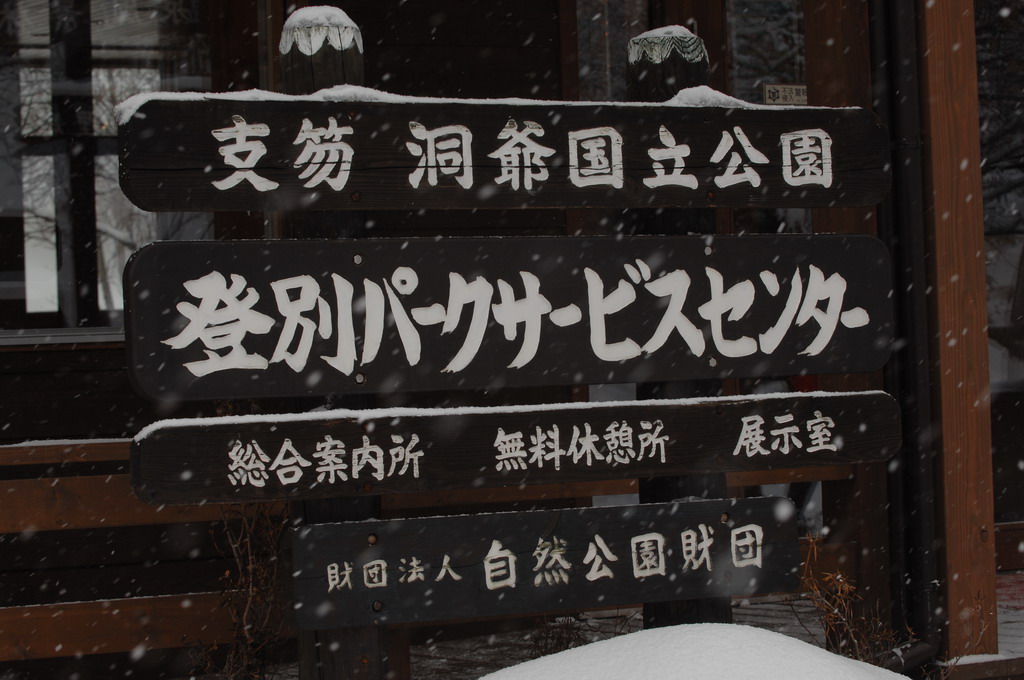 支笏 洞爺国立公園
登別パークサービスセンター
総合案内所 無料休憩所 展示室
財団法人 自然公園財団